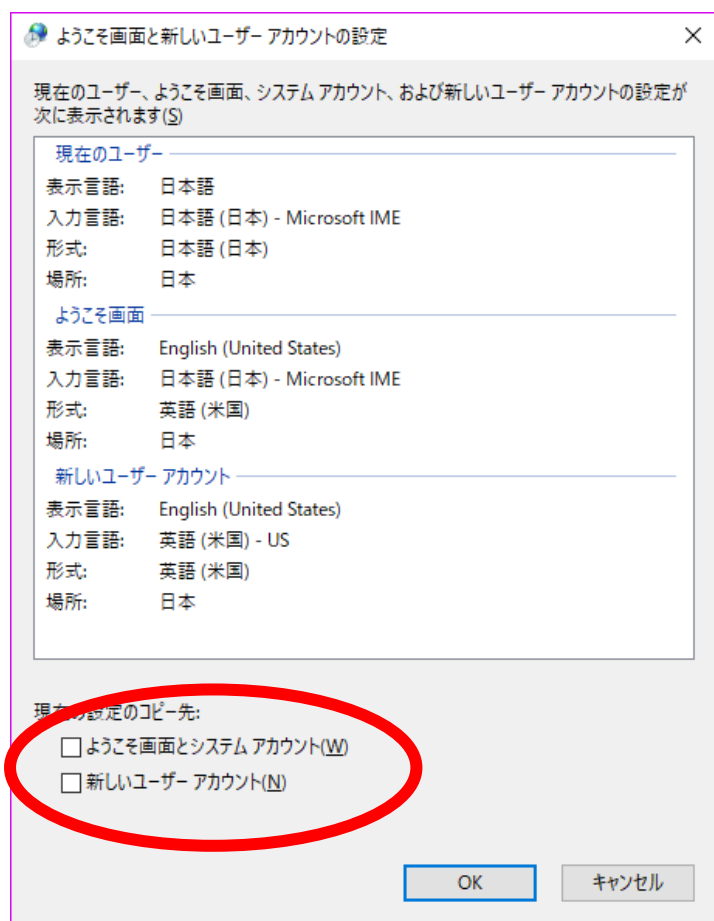 ようこそ画面と新しいユーザー アカウントの設定
現在のユーザー、ようこそ画面、システム アカウント、および新しいユーザー アカウントの設定が
次に表示されます(S)
現在のユーザー
表示言語: 日本語
入力言語: 日本語 (日本) - Microsoft IME
形式: 日本語 (日本)
場所: 日本
ようこそ画面
表示言語: English (United States)
入力言語: 日本語 (日本) - Microsoft IME
形式: 英語 (米国)
場所: 日本
新しいユーザー アカウント
表示言語: English (United States)
入力言語: 英語 (米国) - US
形式: 英語 (米国)
場所: 日本
現在の設定のコピー先:
ようこそ画面とシステム アカウント(W)
新しいユーザー アカウント(N)
OK キャンセル